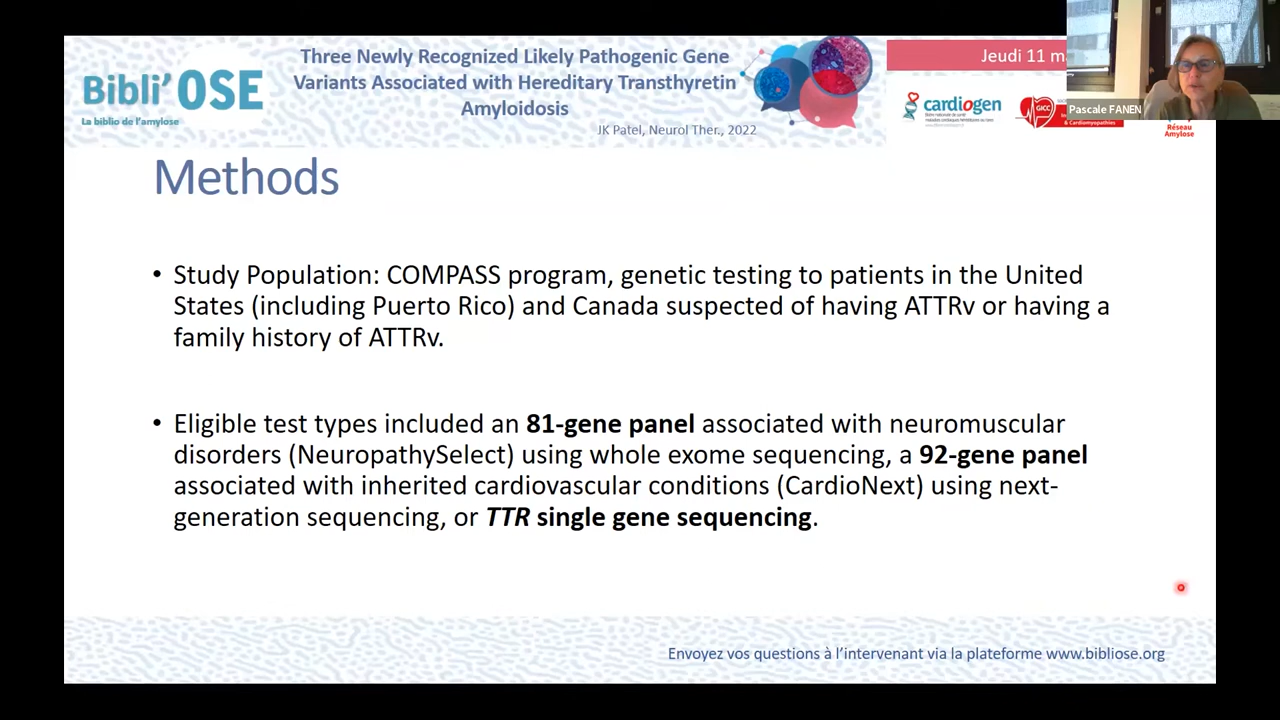 Three Newly Recognized Likely Pathogenic Gene
Variants Associated with Hereditary Transthyretin
Amyloidosis
JK Patel, Neurol Ther., 2022
Bibli'OSE
La biblio de l'amylose
Jeudi 11
cardiogen
GICC
& Cardiomyopathies
Réseau
Amylose
Pascale FANEN
Methods
• Study Population: COMPASS program, genetic testing to patients in the United
States (including Puerto Rico) and Canada suspected of having ATTRv or having a
family history of ATTRv.
• Eligible test types included an 81-gene panel associated with neuromuscular
disorders (NeuropathySelect) using whole exome sequencing, a 92-gene panel
associated with inherited cardiovascular conditions (CardioNext) using next-
generation sequencing, or TTR single gene sequencing.
Envoyez vos questions à l'intervenant via la plateforme www.bibliose.org